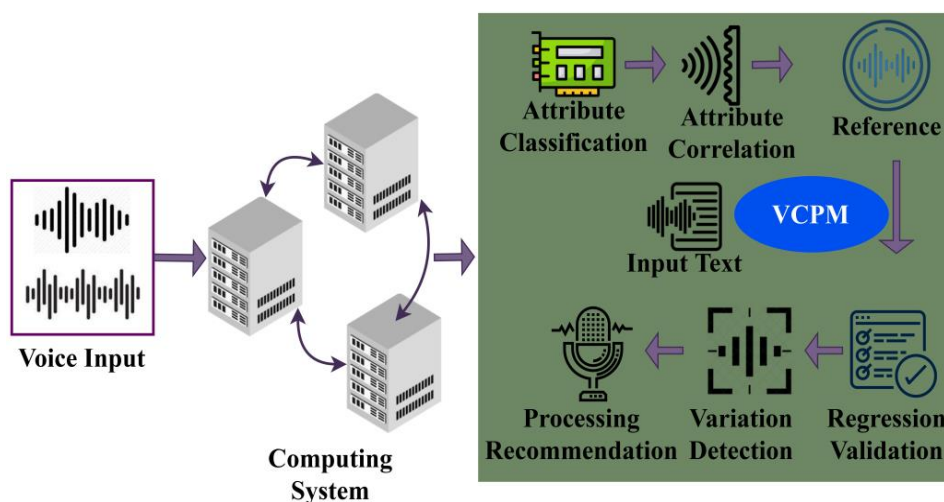 Attribute
Classification
Attribute
Correlation
Reference
VCPM
Input Text
Voice Input
Computing
System
Processing
Recommendation
Variation
Detection
Regression
Validation